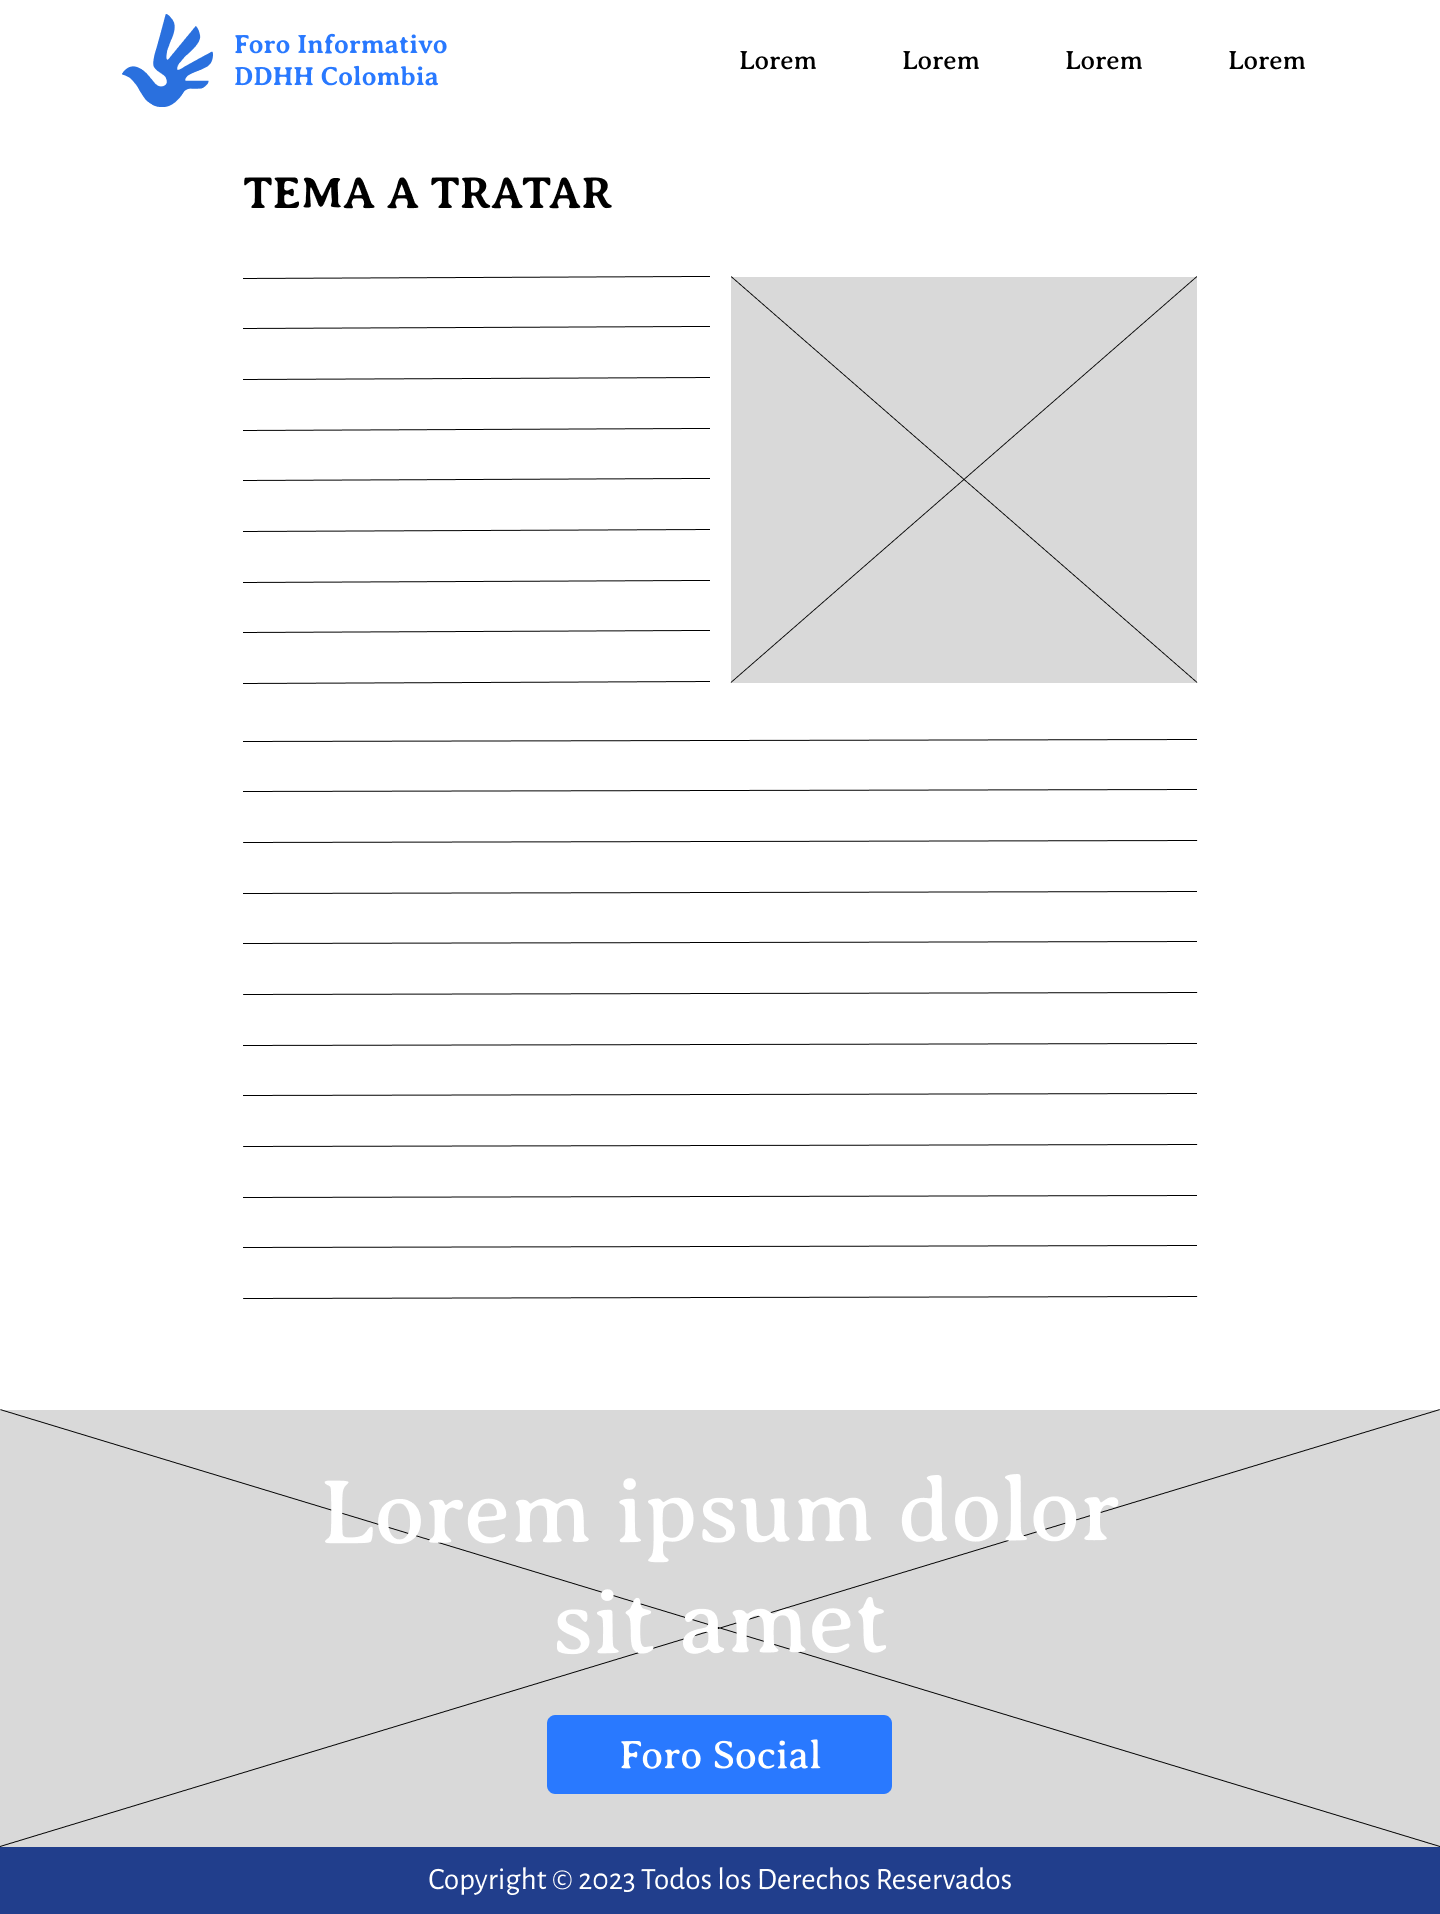 Foro Informativo
DDHH Colombia
Lorem Lorem Lorem Lorem
TEMA A TRATAR
Lorem ipsum dolor
sit amet
Foro Social
Copyright © 2023 Todos los Derechos Reservados